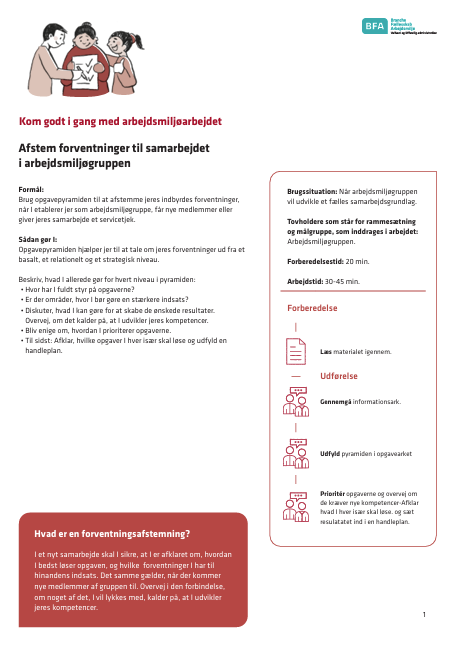 BFA
Branche
Fællesskab
Arbejdsmiljø
Velfærd og Offentlig administration
Kom godt i gang med arbejdsmiljøarbejdet
Afstem forventninger til samarbejdet
i arbejdsmiljøgruppen
Formål:
Brug opgavepyramiden til at afstemme jeres indbyrdes forventninger,
når I etablerer jer som arbejdsmiljøgruppe, får nye medlemmer eller
giver jeres samarbejde et servicetjek.
Sådan gør I:
Opgavepyramiden hjælper jer til at tale om jeres forventninger ud fra et
basalt, et relationelt og et strategisk niveau.
Beskriv, hvad I allerede gør for hvert niveau i pyramiden:
• Hvor har I fuldt styr på opgaverne?
• Er der områder, hvor I bør gøre en stærkere indsats?
• Diskuter, hvad I kan gøre for at skabe de ønskede resultater.
Overvej, om det kalder på, at I udvikler jeres kompetencer.
• Bliv enige om, hvordan I prioriterer opgaverne.
• Til sidst: Afklar, hvilke opgaver I hver især skal løse og udfyld en
handleplan.
Hvad er en forventningsafstemning?
I et nyt samarbejde skal I sikre, at I er afklaret om, hvordan
I bedst løser opgaven, og hvilke forventninger I har til
hinandens indsats. Det samme gælder, når der kommer
nye medlemmer af gruppen til. Overvej i den forbindelse,
om noget af det, I vil lykkes med, kalder på, at I udvikler
jeres kompetencer.
Brugssituation: Når arbejdsmiljøgruppen
vil udvikle et fælles samarbejdsgrundlag.
Tovholdere som står for rammesætning
og målgruppe, som inddrages i arbejdet:
Arbejdsmiljøgruppen.
Forberedelsestid: 20 min.
Arbejdstid: 30-45 min.
Forberedelse
Læs materialet igennem.
Udførelse
Gennemgå informationsark.
Udfyld pyramiden i opgavearket
Prioritér opgaverne og overvej om
de kræver nye kompetencer-Afklar
hvad I hver især skal løse. og sæt
resulatatet ind i en handleplan.
1